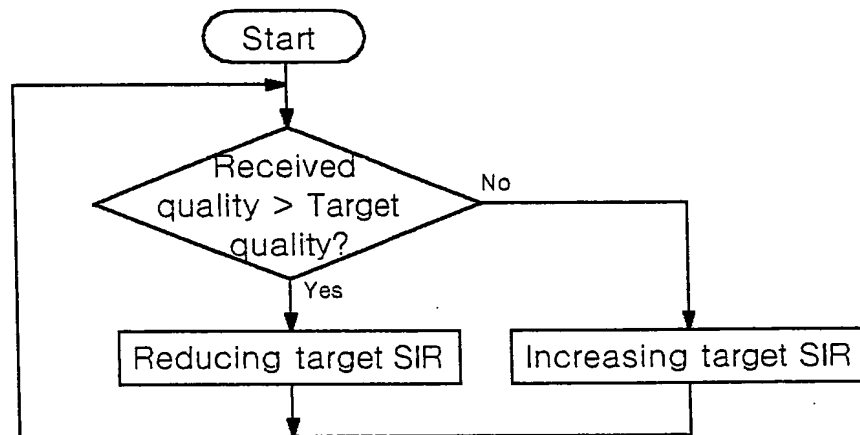 Start
Received
quality > Target
quality?
No
Yes
Reducing target SIR
Increasing target SIR